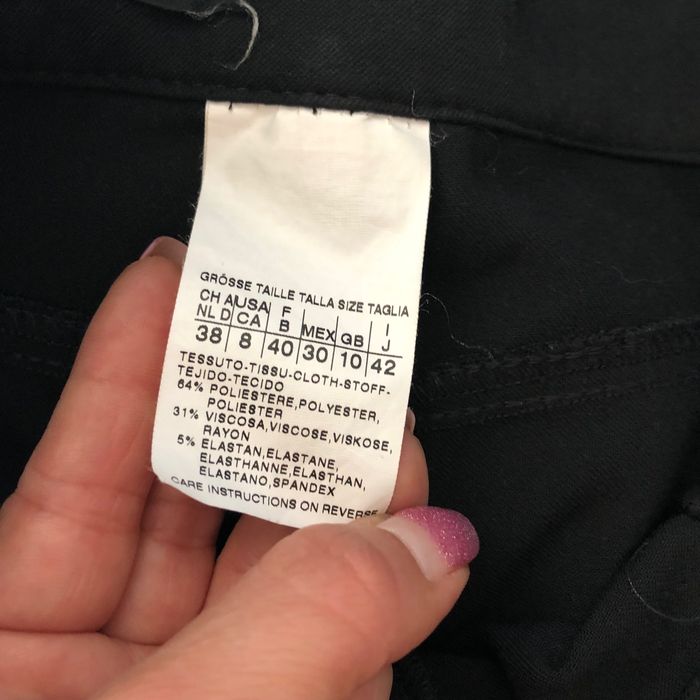 GRÖSSE TAILLE TALLA SIZE TAGLIA
CH A USA F I
NL D CA B MEX GB J
38 8 40 30 10 42
TESSUTO-TISSU-CLOTH-STOFF-
TEJIDO-TECIDO
64% POLIESTERE,POLYESTER,
POLIESTER
31% VISCOSA,VISCOSE,VISKOSE,
RAYON
5% ELASTAN,ELASTANE,
ELASTHANNE,ELASTHAN,
ELASTANO,SPANDEX
CARE INSTRUCTIONS ON REVERSE